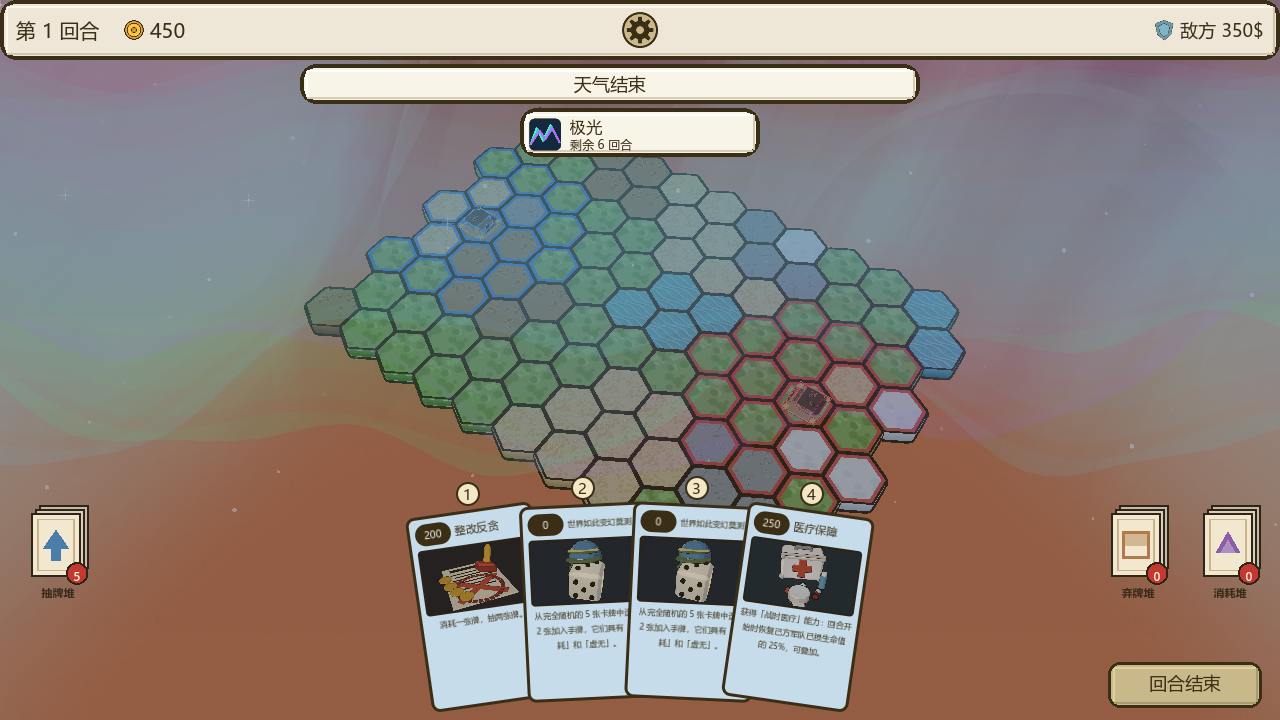 第 1 回合
450
敌方 350$
天气结束
极光
剩余 6 回合
1
2
3
4
200 整改反贪
消耗一张牌，抽两张牌。
0 世界如此变幻莫测
从完全随机的 5 张卡牌中
2 张加入手牌，它们具有
耗」和「虚无」。
0 世界如此变幻莫测
从完全随机的 5 张卡牌中
2 张加入手牌，它们具有
耗」和「虚无」。
250 医疗保障
获得「战时医疗」能力：回合开
始时恢复己方军队已损生命值
的 25%，可叠加。
5
抽牌堆
0
弃牌堆
0
消耗堆
回合结束